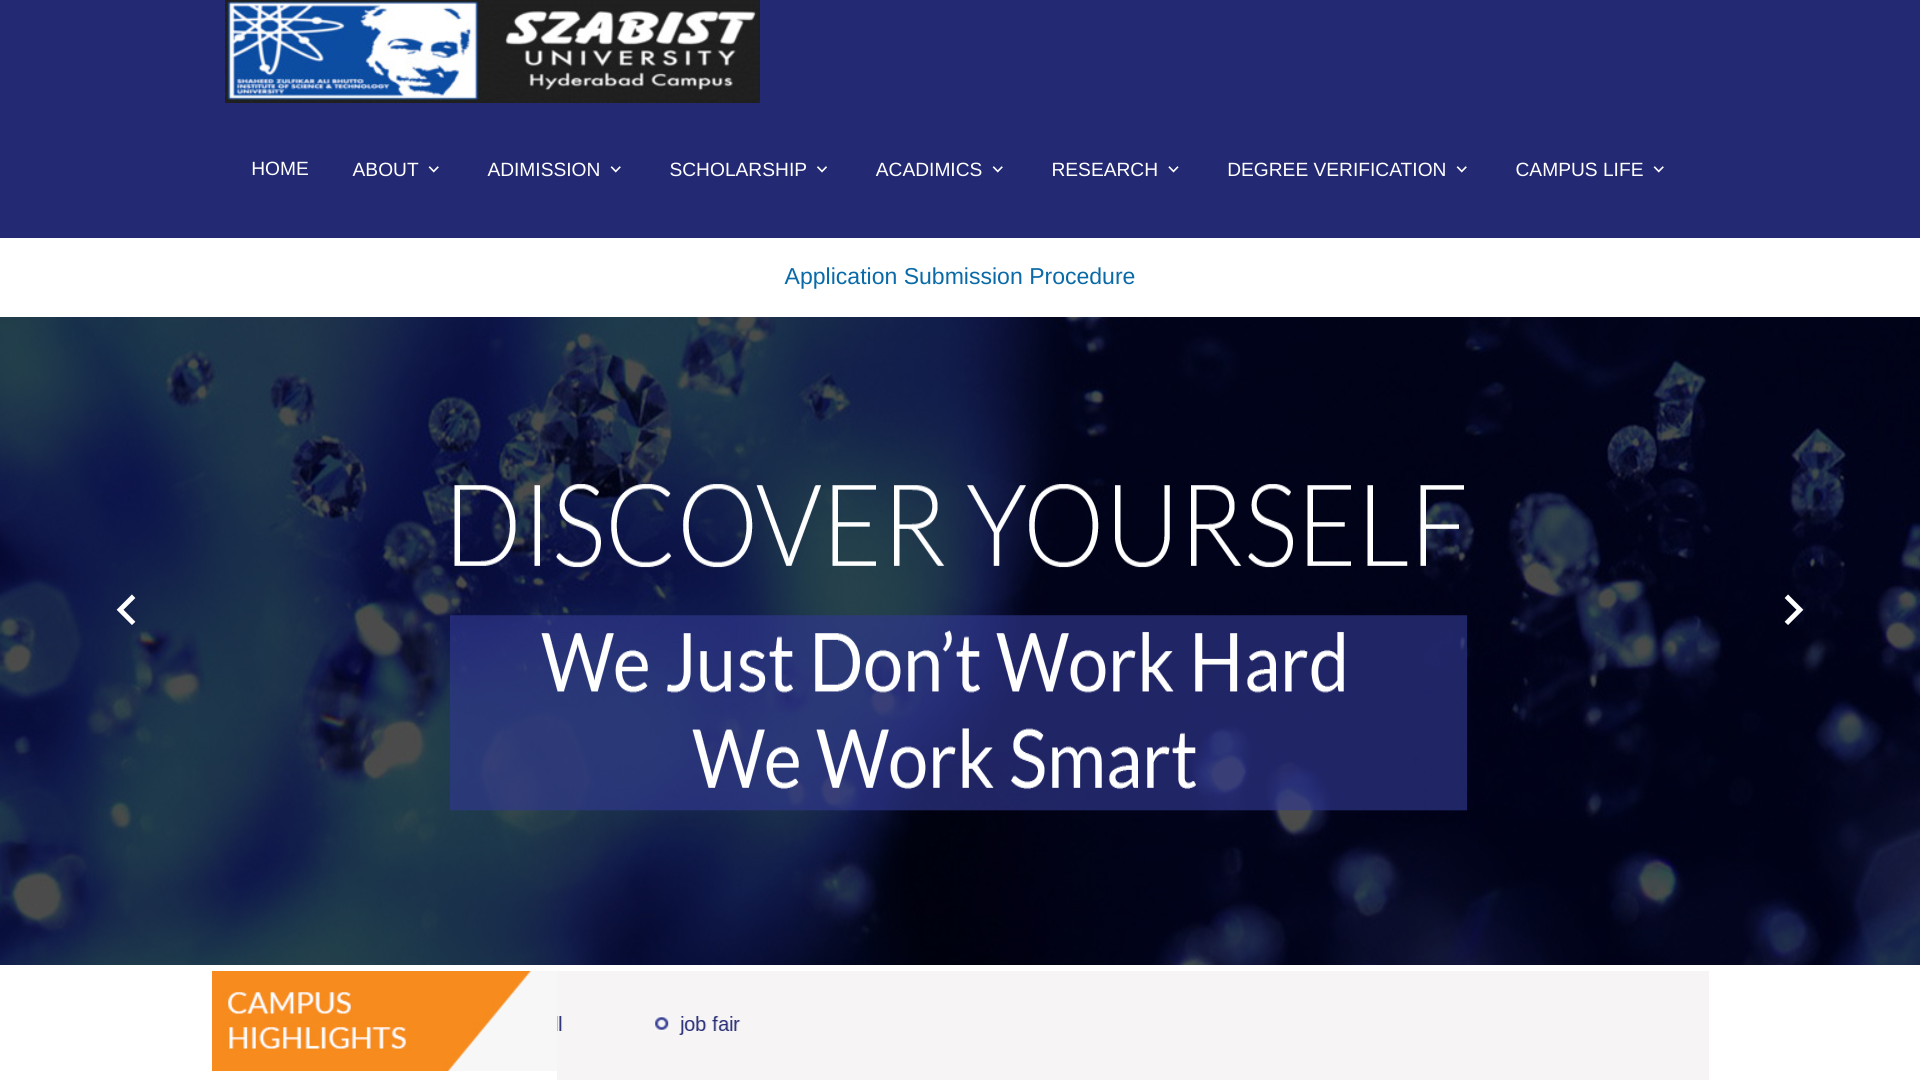 SHAHEED ZULFIKAR ALI BHUTTO
INSTITUTE OF SCIENCE & TECHNOLOGY
UNIVERSITY
SZABIST
UNIVERSITY
Hyderabad Campus
HOME ABOUT ADIMISSION SCHOLARSHIP ACADIMICS RESEARCH DEGREE VERIFICATION CAMPUS LIFE
Application Submission Procedure
DISCOVER YOURSELF
We Just Don’t Work Hard
We Work Smart
CAMPUS
HIGHLIGHTS
job fair